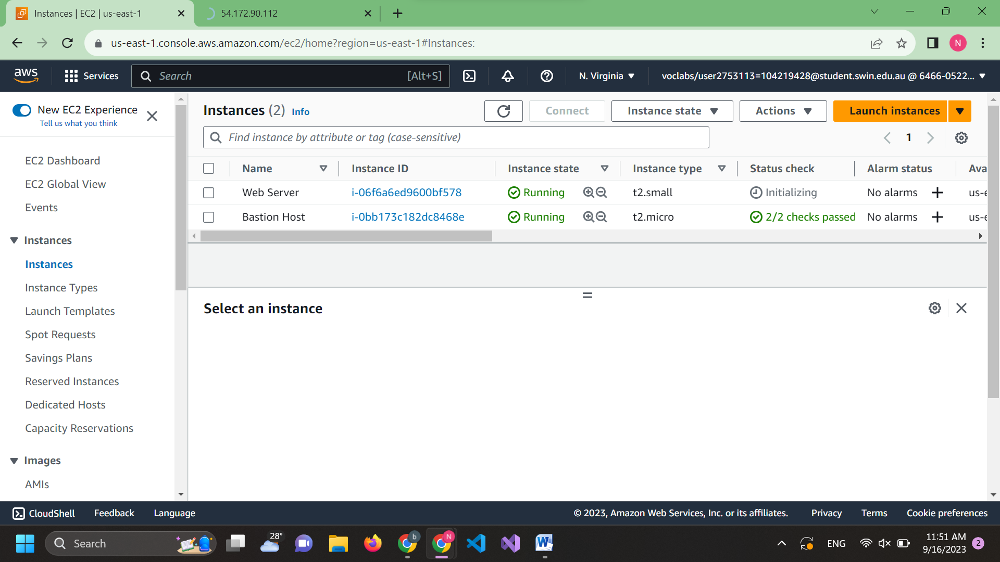 Instances | EC2 | us-east-1
54.172.90.112
us-east-1.console.aws.amazon.com/ec2/home?region=us-east-1#Instances:
N
aws
Services
Search
[Alt+S]
N. Virginia
voclabs/user2753113=104219428@student.swin.edu.au @ 6466-0522...
New EC2 Experience
Tell us what you think
EC2 Dashboard
EC2 Global View
Events
Instances
Instances
Instance Types
Launch Templates
Spot Requests
Savings Plans
Reserved Instances
Dedicated Hosts
Capacity Reservations
Images
AMIs
Instances (2) Info
Connect
Instance state
Actions
Launch instances
Find instance by attribute or tag (case-sensitive)
1
Name Instance ID Instance state Instance type Status check Alarm status Ava
Web Server i-06f6a6ed9600bf578 Running t2.small Initializing No alarms us-e
Bastion Host i-0bb173c182dc8468e Running t2.micro 2/2 checks passed No alarms us-e
Select an instance
CloudShell Feedback Language © 2023, Amazon Web Services, Inc. or its affiliates. Privacy Terms Cookie preferences
Search
28°
b
N
W
ENG
11:51 AM
9/16/2023
2